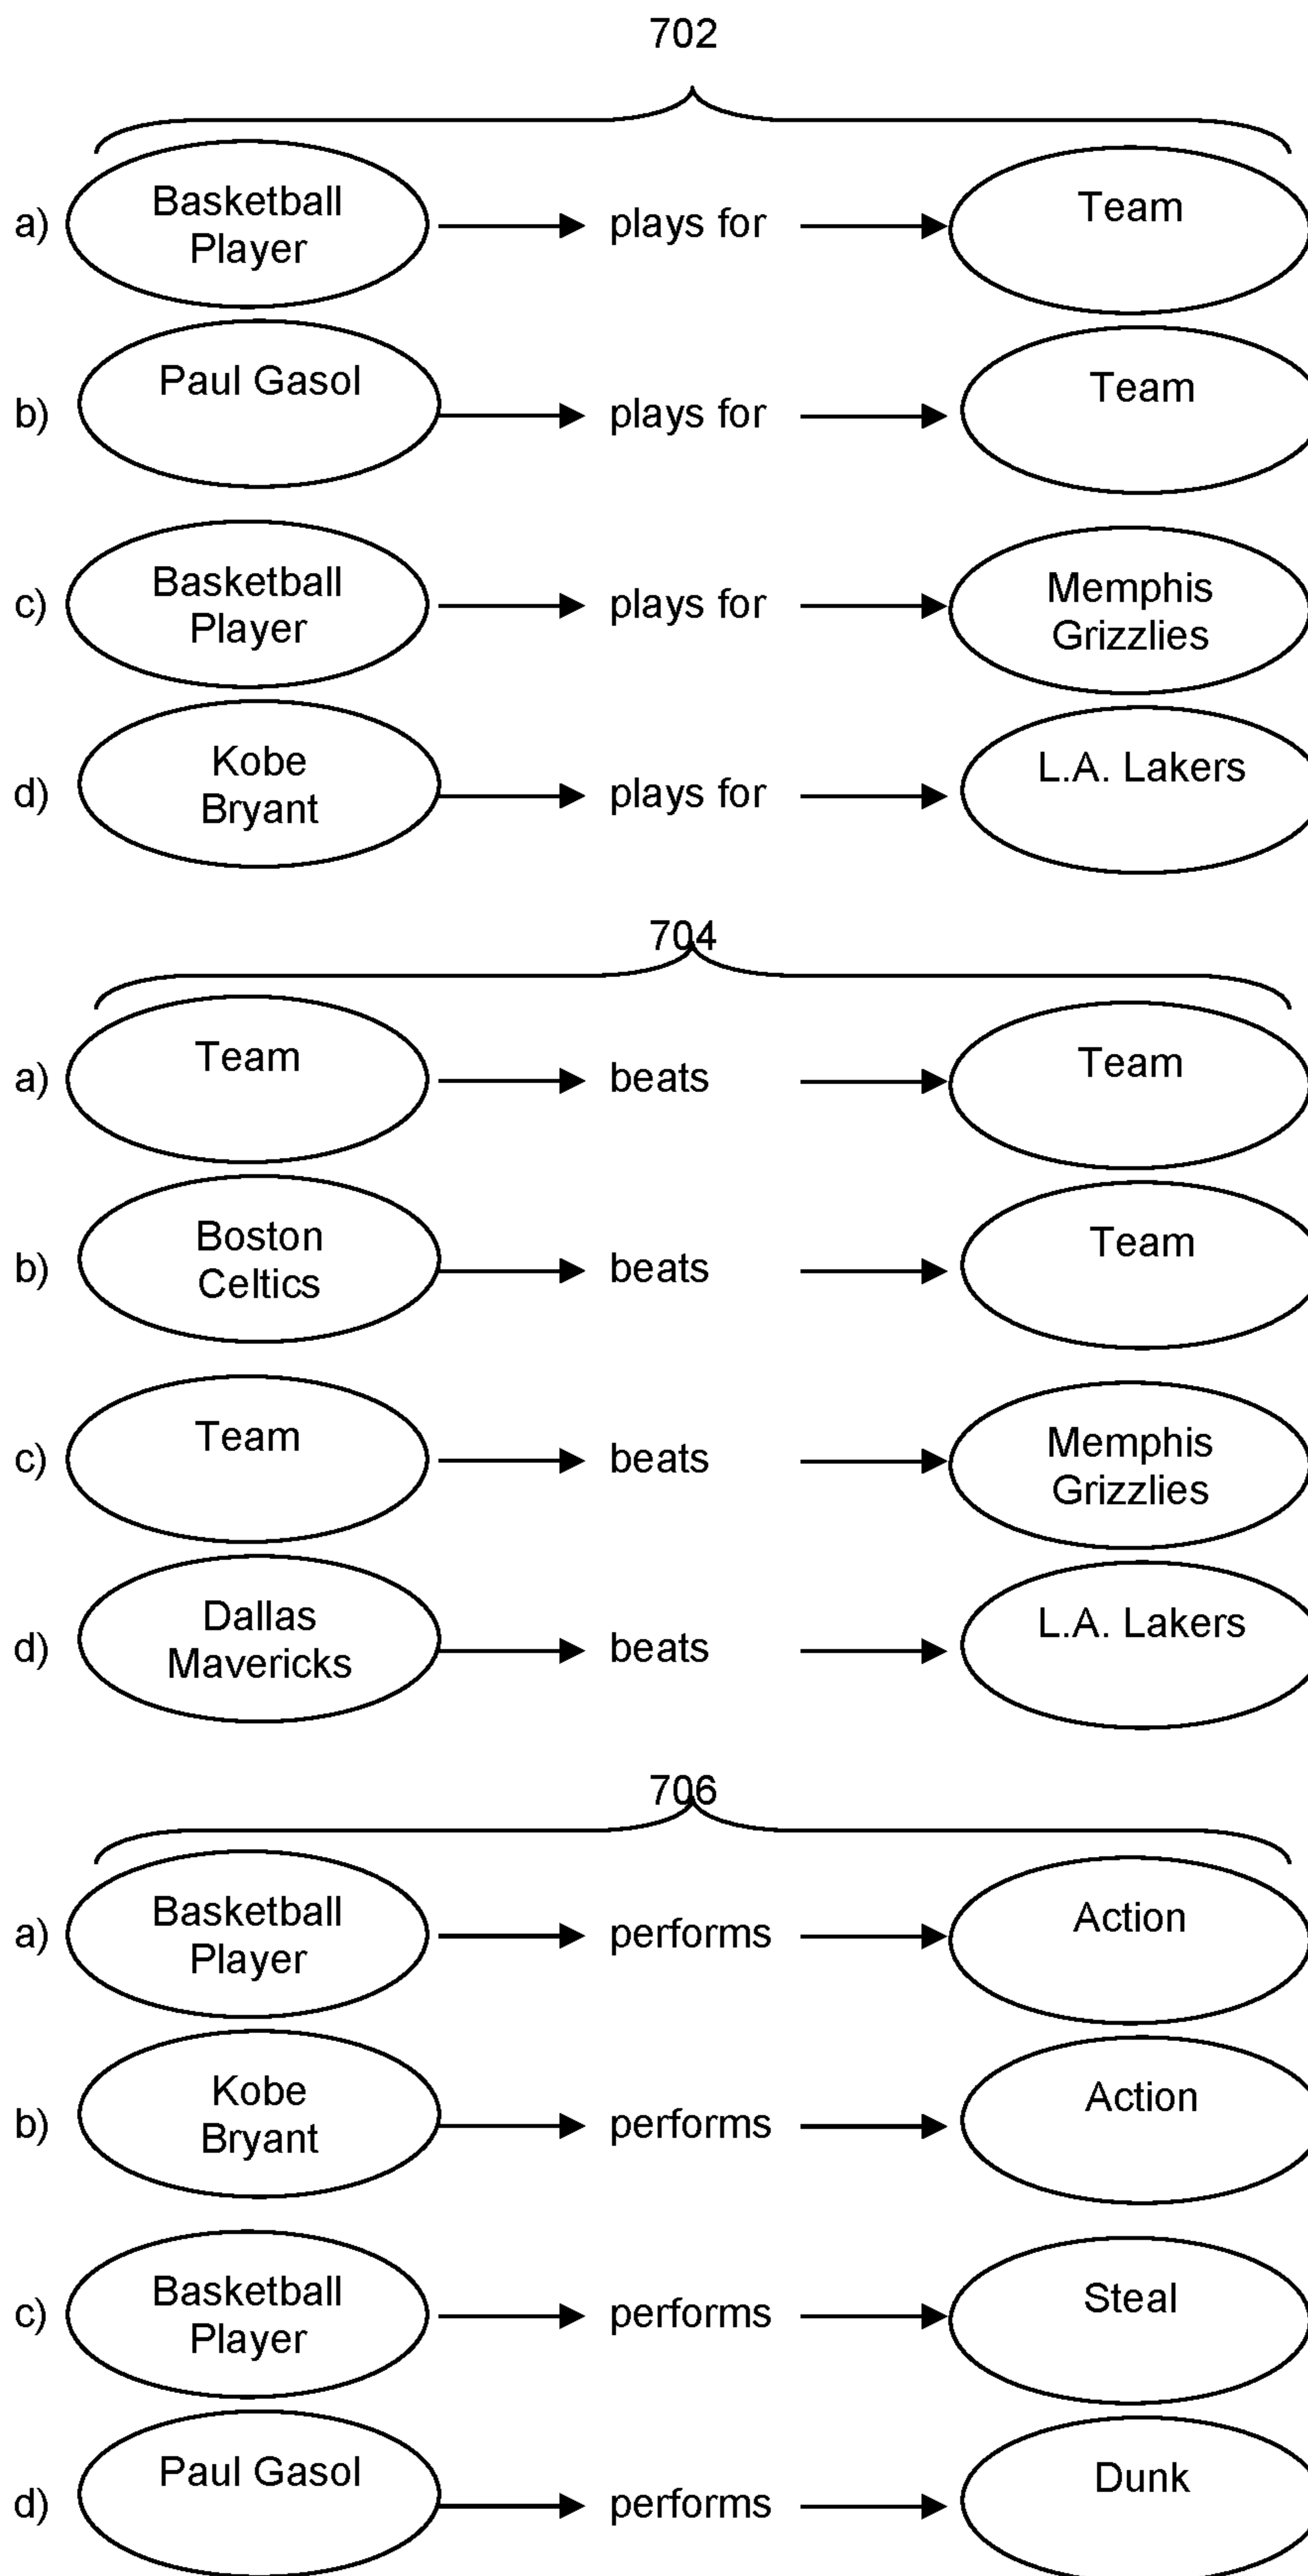 702
a) Basketball Player plays for Team
b) Paul Gasol plays for Team
c) Basketball Player plays for Memphis Grizzlies
d) Kobe Bryant plays for L.A. Lakers
704
a) Team beats Team
b) Boston Celtics beats Team
c) Team beats Memphis Grizzlies
d) Dallas Mavericks beats L.A. Lakers
706
a) Basketball Player performs Action
b) Kobe Bryant performs Action
c) Basketball Player performs Steal
d) Paul Gasol performs Dunk